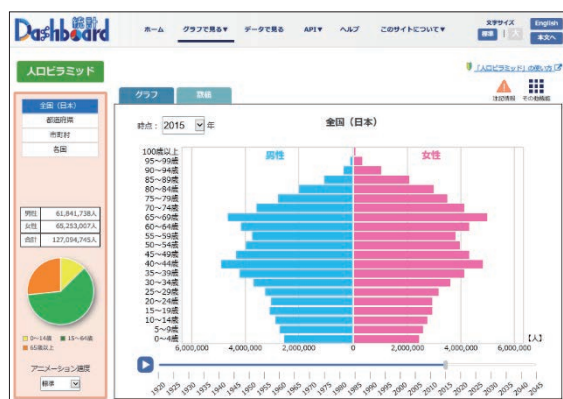 統計
Dashboard
ホーム
グラフで見る▼
データで見る
API▼
ヘルプ
このサイトについて▼
文字サイズ
標準
大
English
本文へ
人口ピラミッド
「人口ピラミッド」の使い方
グラフ
数値
注記情報
その他機能
全国（日本）
都道府県
市町村
各国
時点：2015年
全国（日本）
男性
女性
100歳以上
95～99歳
90～94歳
85～89歳
80～84歳
75～79歳
70～74歳
65～69歳
60～64歳
55～59歳
50～54歳
45～49歳
40～44歳
35～39歳
30～34歳
25～29歳
20～24歳
15～19歳
10～14歳
5～9歳
0～4歳
男性 61,841,738人
女性 65,253,007人
合計 127,094,745人
0～14歳 15～64歳
65歳以上
アニメーション速度
標準
6,000,000 4,000,000 2,000,000 0 2,000,000 4,000,000 6,000,000
【人】
1920 1925 1930 1935 1940 1945 1950 1955 1960 1965 1970 1975 1980 1985 1990 1995 2000 2005 2010 2015 2020 2025 2030 2035 2040 2045